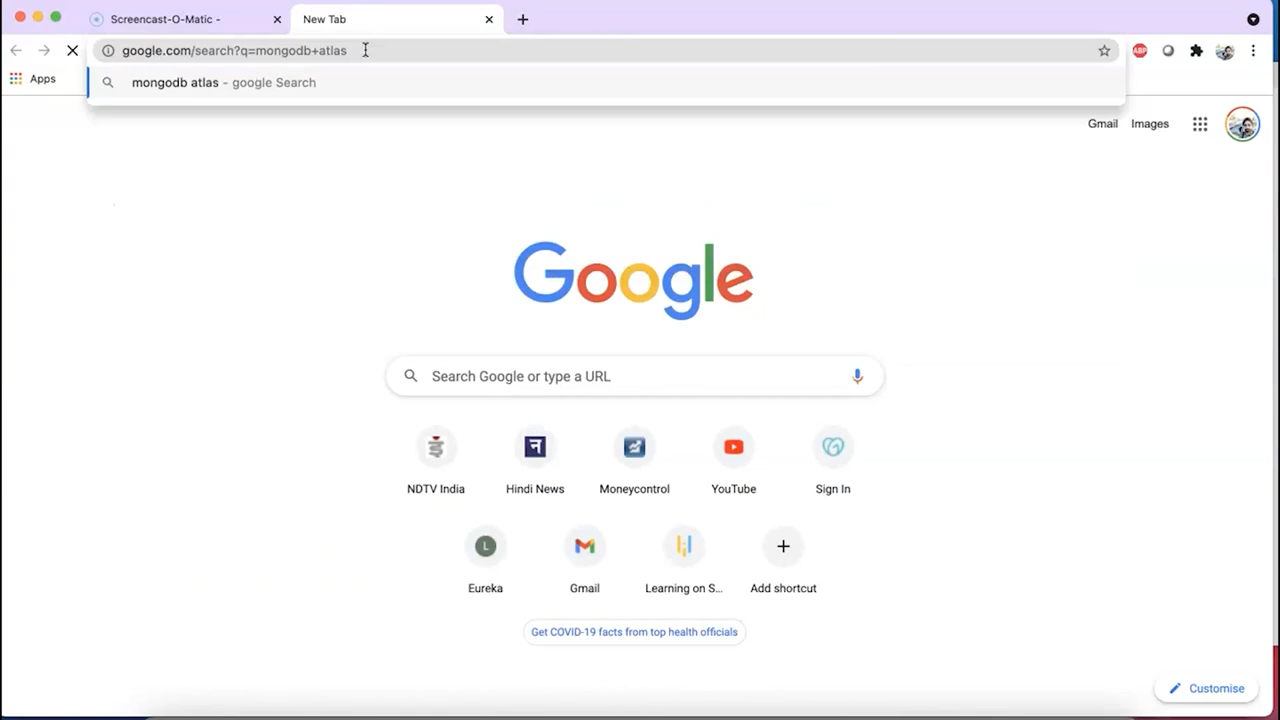 Screencast-O-Matic -
New Tab
google.com/search?q=mongodb+atlas
ABP
Apps
mongodb atlas - google Search
Gmail Images
Google
Search Google or type a URL
इं
न
NDTV India Hindi News Moneycontrol YouTube Sign In
L
Eureka Gmail Learning on S... Add shortcut
Get COVID-19 facts from top health officials
Customise